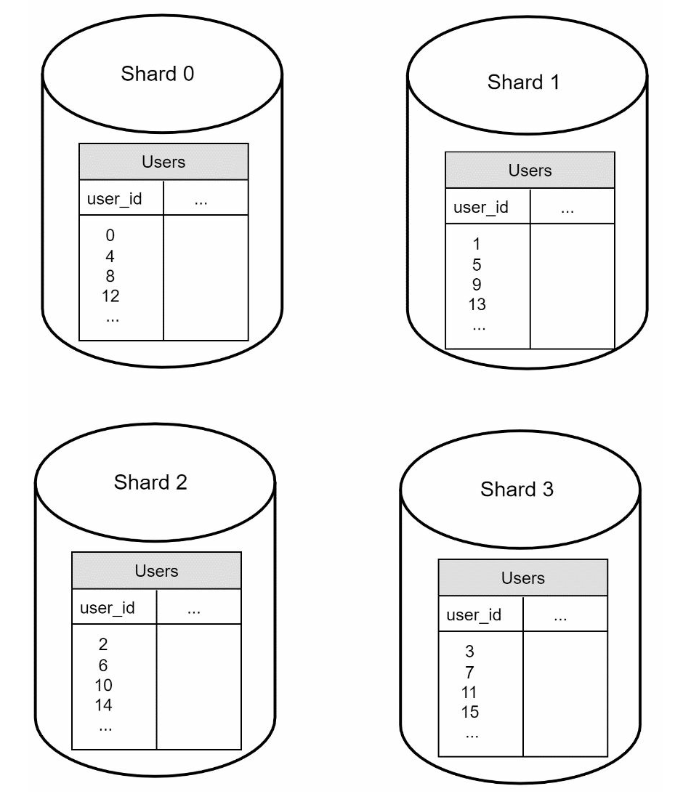 Shard 0
Users
user_id ...
0
4
8
12
...
Shard 1
Users
user_id ...
1
5
9
13
...
Shard 2
Users
user_id ...
2
6
10
14
...
Shard 3
Users
user_id ...
3
7
11
15
...